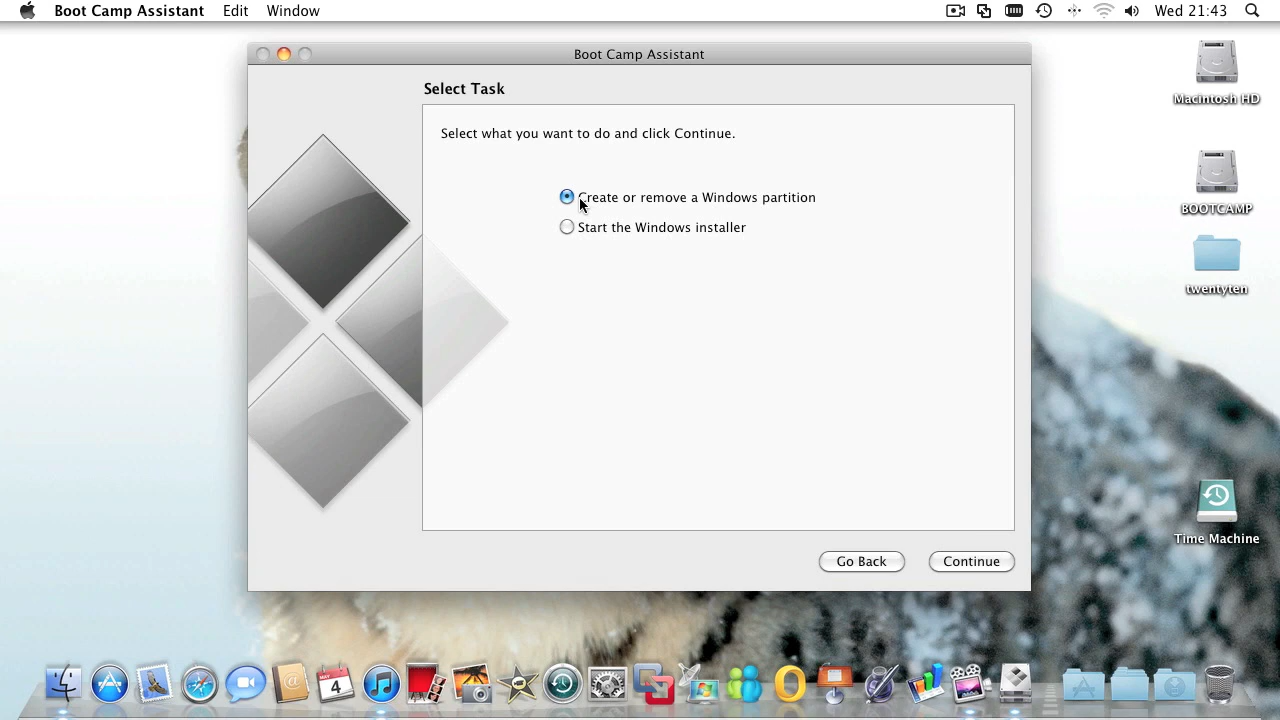 Boot Camp Assistant Edit Window Wed 21:43
Boot Camp Assistant
Select Task
Select what you want to do and click Continue.
Create or remove a Windows partition
Start the Windows installer
Go Back Continue
Macintosh HD
BOOTCAMP
twentyten
Time Machine
4